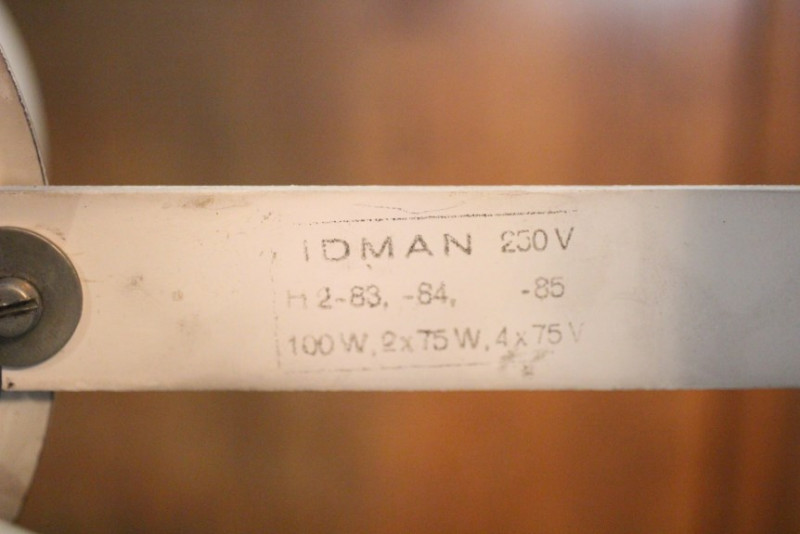 IDMAN 250 V
H 2-83, -84, -85
100 W, 2x75 W, 4x75 W